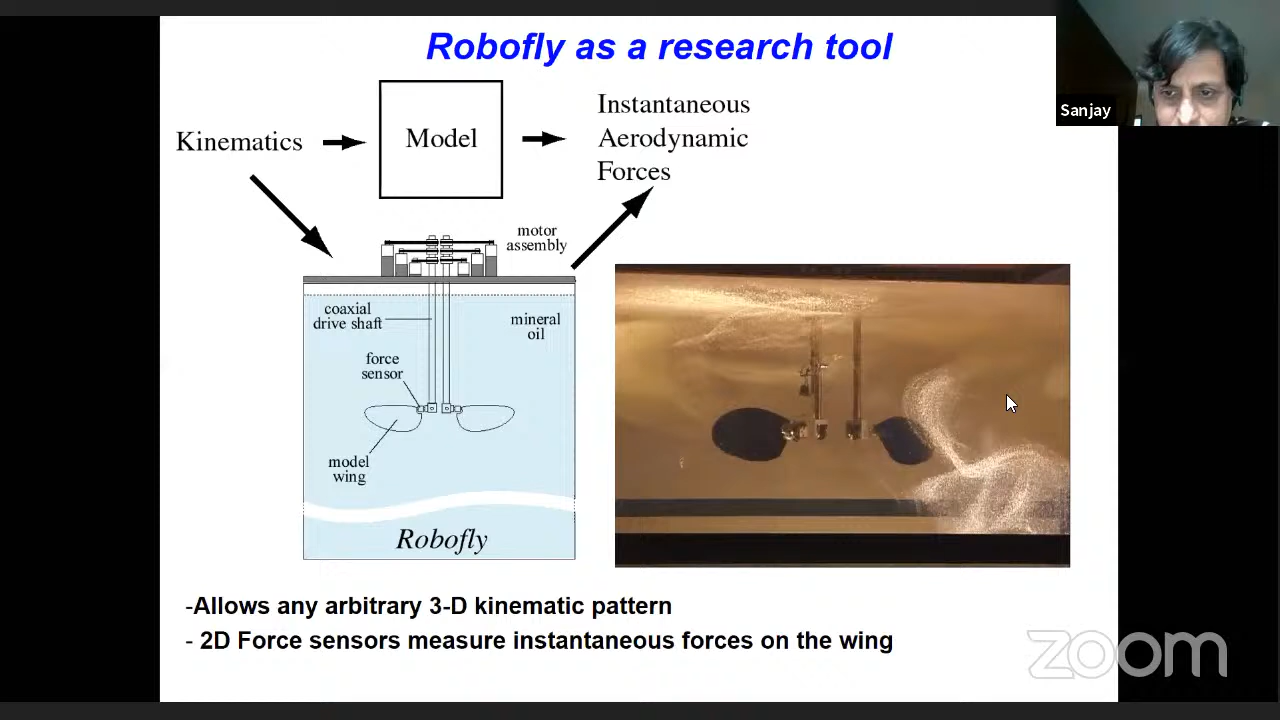 Robofly as a research tool
Sanjay
Kinematics
Model
Instantaneous
Aerodynamic
Forces
motor
assembly
coaxial
drive shaft
mineral
oil
force
sensor
model
wing
Robofly
-Allows any arbitrary 3-D kinematic pattern
- 2D Force sensors measure instantaneous forces on the wing
zoom